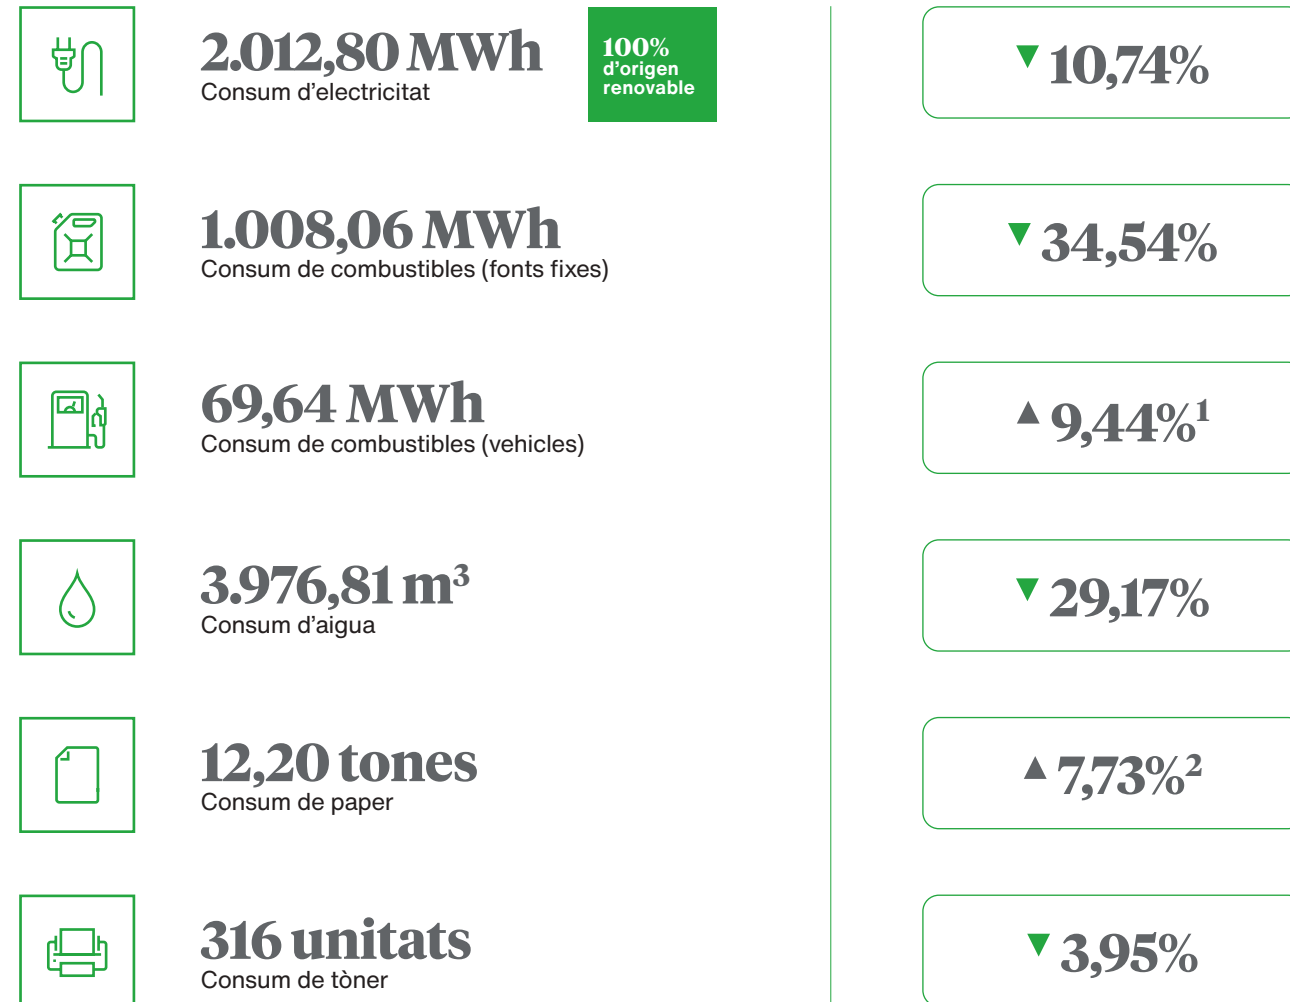 2.012,80 MWh
Consum d’electricitat
100%
d’origen
renovable
▼ 10,74%
1.008,06 MWh
Consum de combustibles (fonts fixes)
▼ 34,54%
69,64 MWh
Consum de combustibles (vehicles)
▲ 9,44%¹
3.976,81 m³
Consum d’aigua
▼ 29,17%
12,20 tones
Consum de paper
▲ 7,73%²
316 unitats
Consum de tòner
▼ 3,95%